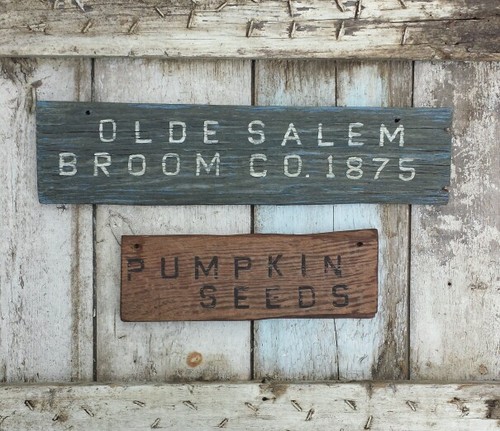 OLDE SALEM
BROOM CO. 1875
PUMPKIN
SEEDS